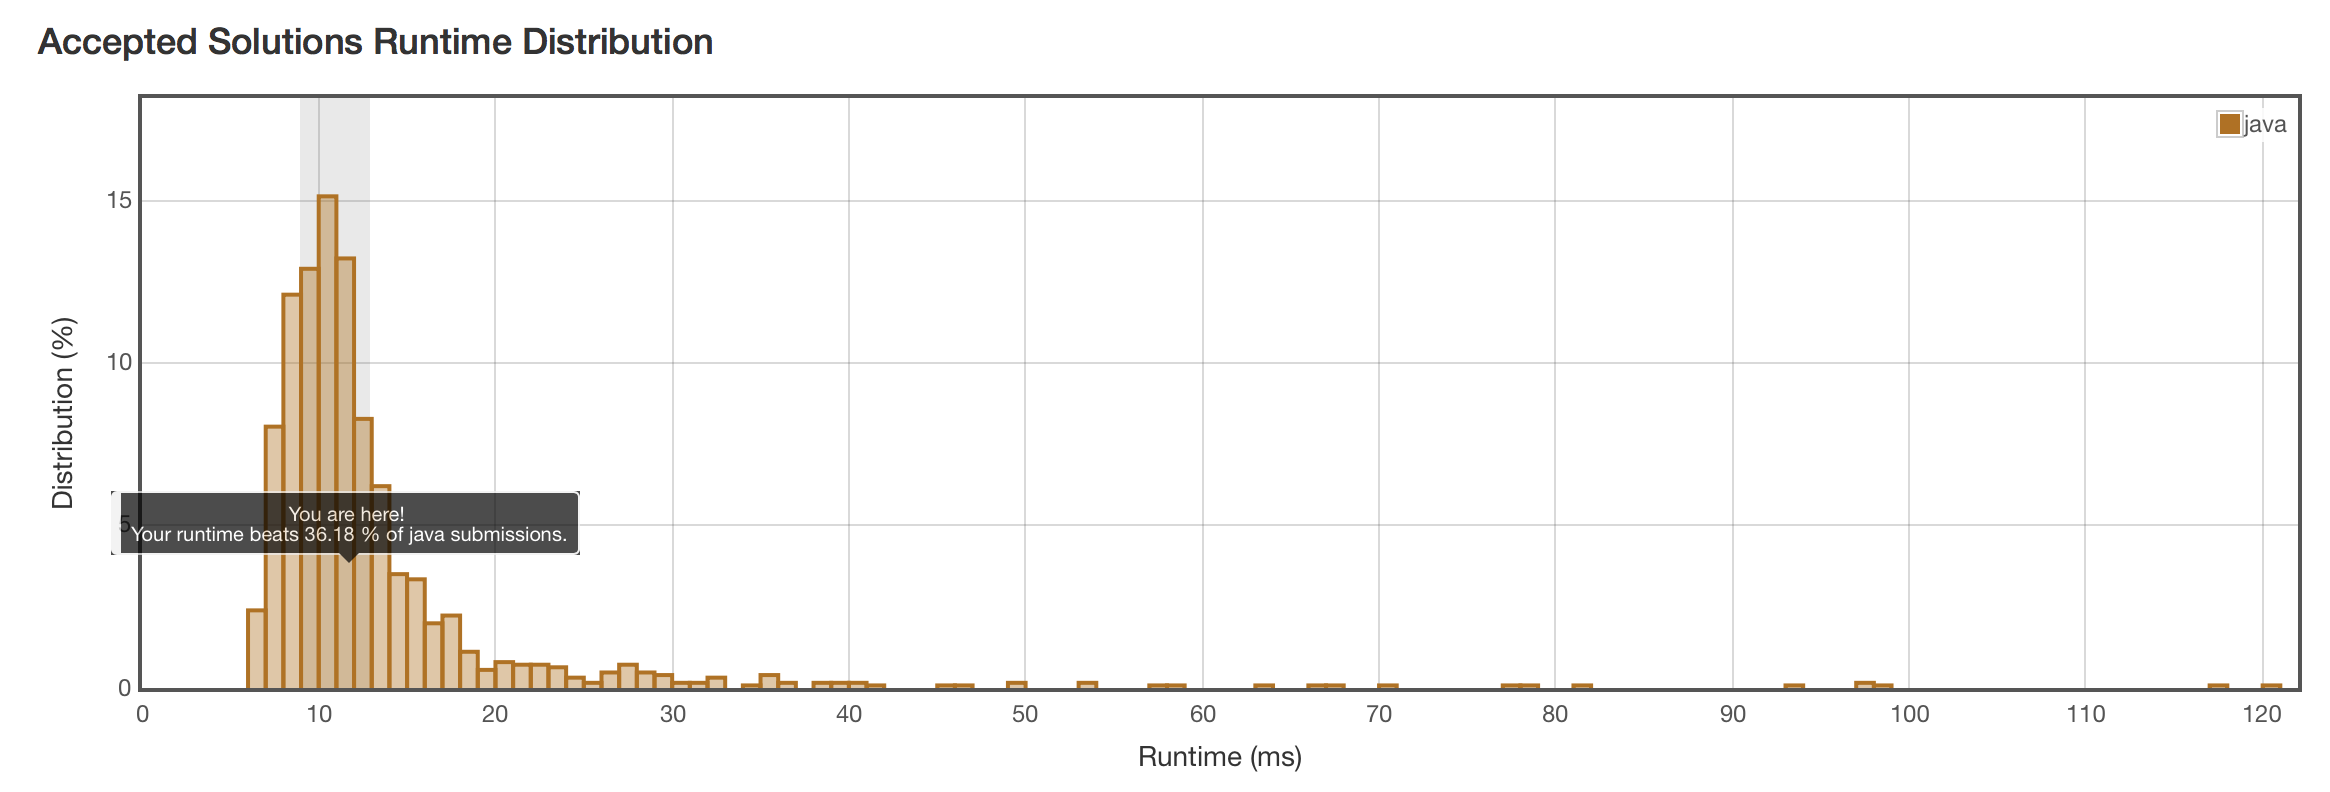 Accepted Solutions Runtime Distribution
java
15
10
5
0
Distribution (%)
You are here!
Your runtime beats 36.18 % of java submissions.
0 10 20 30 40 50 60 70 80 90 100 110 120
Runtime (ms)